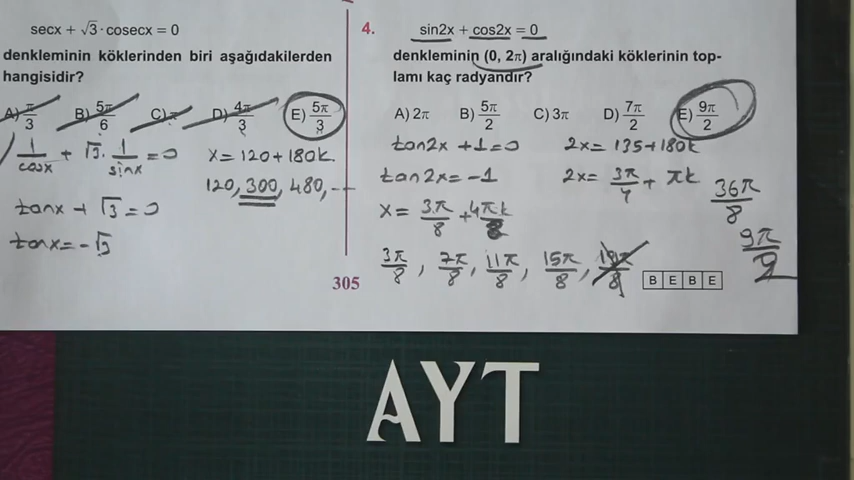 secx + √3 · cosecx = 0
denkleminin köklerinden biri aşağıdakilerden
hangisidir?
A) π/3 B) 5π/6 C) π D) 4π/3 E) 5π/3
1/cosx + √3 · 1/sinx = 0
x = 120 + 180k
120, 300, 480, --
tanx + √3 = 0
tanx = -√3
4.
sin2x + cos2x = 0
denkleminin (0, 2π) aralığındaki köklerinin top-
lamı kaç radyandır?
A) 2π B) 5π/2 C) 3π D) 7π/2 E) 9π/2
tan2x + 1 = 0
2x = 135 + 180k
tan2x = -1
2x = 3π/4 + πk
x = 3π/8 + 4πk/8
36π/8
3π/8, 7π/8, 11π/8, 15π/8,
9π/2
B E B E
305
AYT